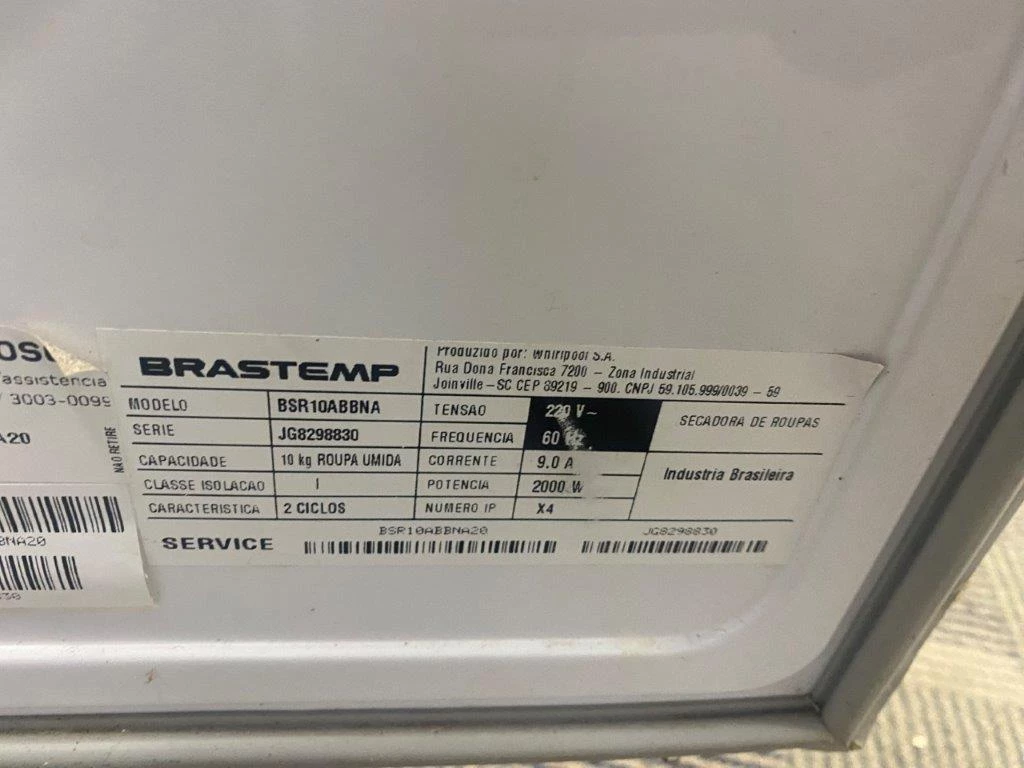 BRASTEMP
Produzido por: Whirlpool S.A.
Rua Dona Francisca 7200 – Zona Industrial
Joinville – SC CEP 89219 – 900. CNPJ 59.105.999/0039 – 59
MODELO BSR10ABBNA TENSAO 220 V~ SECADORA DE ROUPAS
SERIE JG8298830 FREQUENCIA 60 Hz
CAPACIDADE 10 kg ROUPA UMIDA CORRENTE 9.0 A Industria Brasileira
CLASSE ISOLACAO I POTENCIA 2000 W
CARACTERISTICA 2 CICLOS NUMERO IP X4
SERVICE BSR10ABBNA20 JG8298830
assistencia
3003-0099
A20
NAO RETIRE
BNA20
830